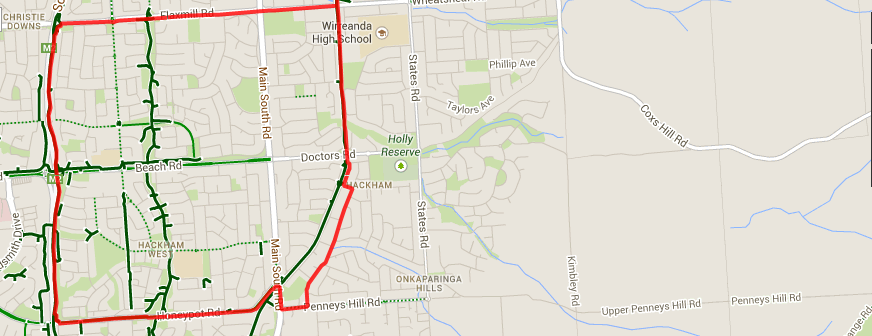 Wheatsheaf Rd
CHRISTIE
DOWNS
Flaxmill Rd
Wirreanda
High School
M2
Phillip Ave
States Rd
Main South Rd
Taylors Ave
Coxs Hill Rd
Holly
Reserve
Doctors Rd
Beach Rd
HACKHAM
States Rd
HACKHAM
WEST
Main South Rd
Kimbley Rd
ONKAPARINGA
HILLS
Honeypot Rd
Penneys Hill Rd
Upper Penneys Hill Rd
Penneys Hill Rd